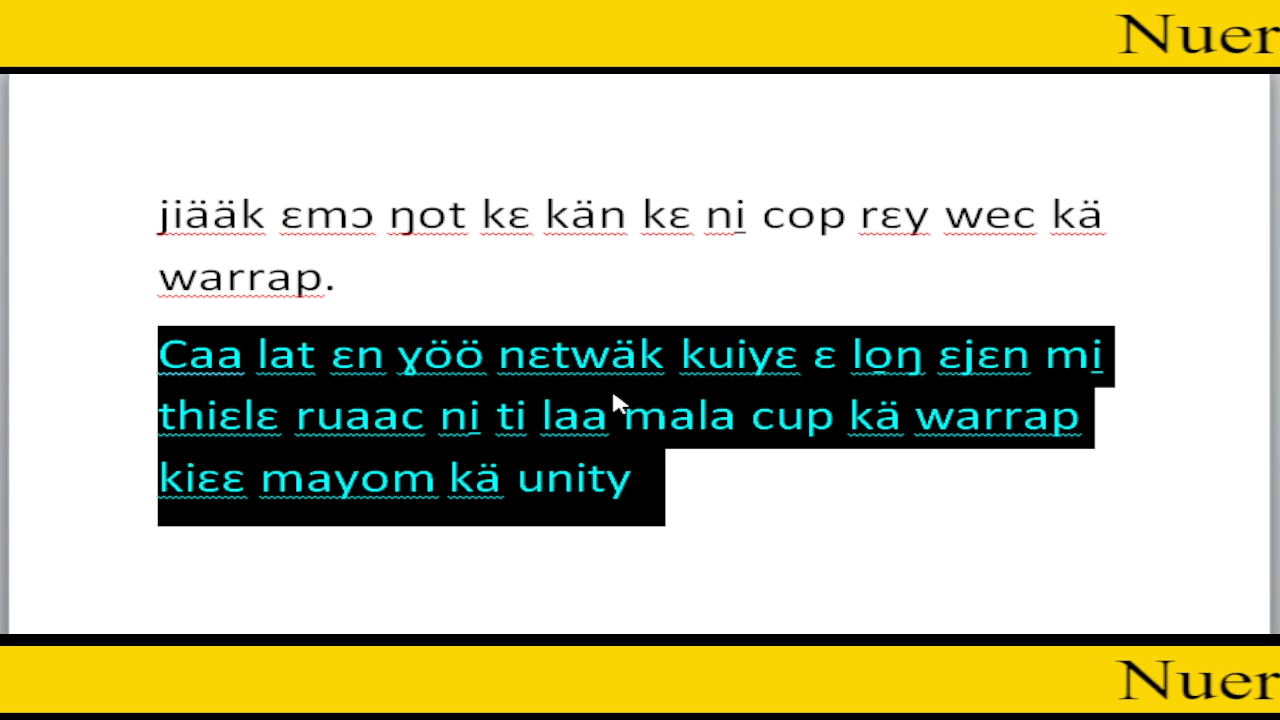 Nuer
jiääk ɛmɔ ŋot kɛ kän kɛ ni̱ cop rɛy wec kä
warrap.
Caa lat ɛn ɣöö nɛtwäk kuiyɛ ɛ lo̱ŋ ɛjɛn mi̱
thiɛlɛ ruaac ni̱ ti laa mala cup kä warrap
kiɛɛ mayom kä unity
Nuer